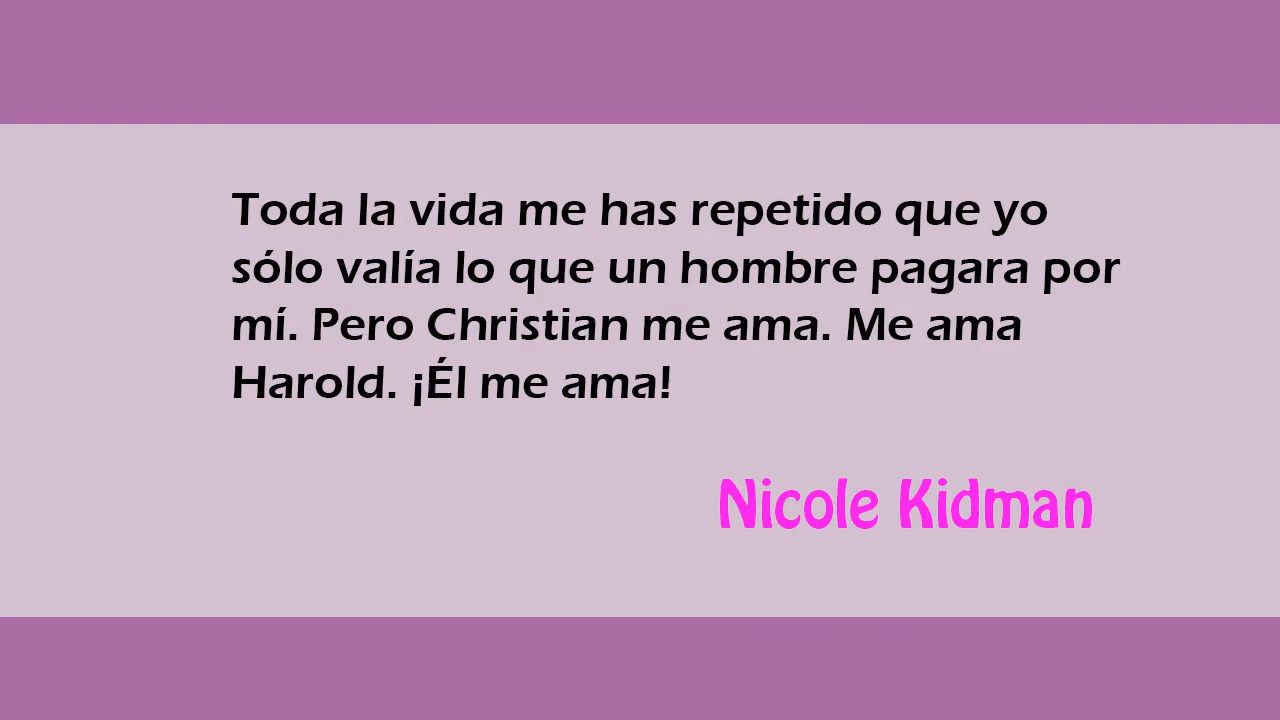 Toda la vida me has repetido que yo
sólo valía lo que un hombre pagara por
mí. Pero Christian me ama. Me ama
Harold. ¡Él me ama!
Nicole Kidman